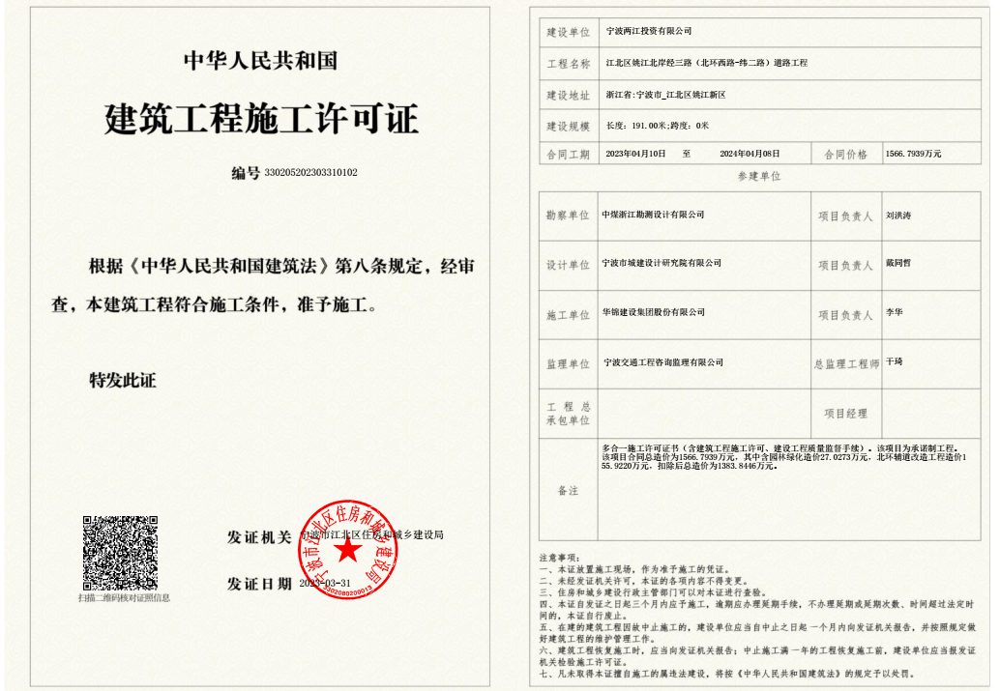 中华人民共和国
建筑工程施工许可证
编号 330205202303310102
根据《中华人民共和国建筑法》第八条规定，经审
查，本建筑工程符合施工条件，准予施工。
特发此证
扫描二维码核对证照信息
发证机关 宁波市江北区住房和城乡建设局
发证日期 2023-03-31
宁波市江北区住房和城乡建设局
建设单位 宁波两江投资有限公司
工程名称 江北区姚江北岸经三路（北环西路-纬二路）道路工程
建设地址 浙江省:宁波市_江北区姚江新区
建设规模 长度: 191.00米;跨度: 0米
合同工期 2023年04月10日 至 2024年04月08日 合同价格 1566.7939万元
参建单位
勘察单位 中煤浙江勘测设计有限公司 项目负责人 刘洪涛
设计单位 宁波市城建设计研究院有限公司 项目负责人 戴同哲
施工单位 华锦建设集团股份有限公司 项目负责人 李华
监理单位 宁波交通工程咨询监理有限公司 总监理工程师 干琦
工程总
承包单位 项目经理
备注
多合一施工许可证书（含建筑工程施工许可、建设工程质量监督手续）。该项目为承诺制工程。
该项目合同总造价为1566.7939万元，其中含园林绿化造价27.0273万元，北环辅道改造工程造价1
55.9220万元，扣除后总造价为1383.8446万元。
注意事项：
一、本证放置施工现场，作为准予施工的凭证。
二、未经发证机关许可，本证的各项内容不得变更。
三、住房和城乡建设行政主管部门可以对本证进行查验。
四、本证自发证之日起三个月内应予施工，逾期应办理延期手续，不办理延期或延期次数、时间超过法定时
间的，本证自行废止。
五、在建的建筑工程因故中止施工的，建设单位应当自中止之日起一个月内向发证机关报告，并按照规定做
好建筑工程的维护管理工作。
六、建筑工程恢复施工时，应当向发证机关报告；中止施工满一年的工程恢复施工前，建设单位应当报发证
机关检验施工许可证。
七、凡未取得本证擅自施工的属违法建设，将按《中华人民共和国建筑法》的规定予以处罚。